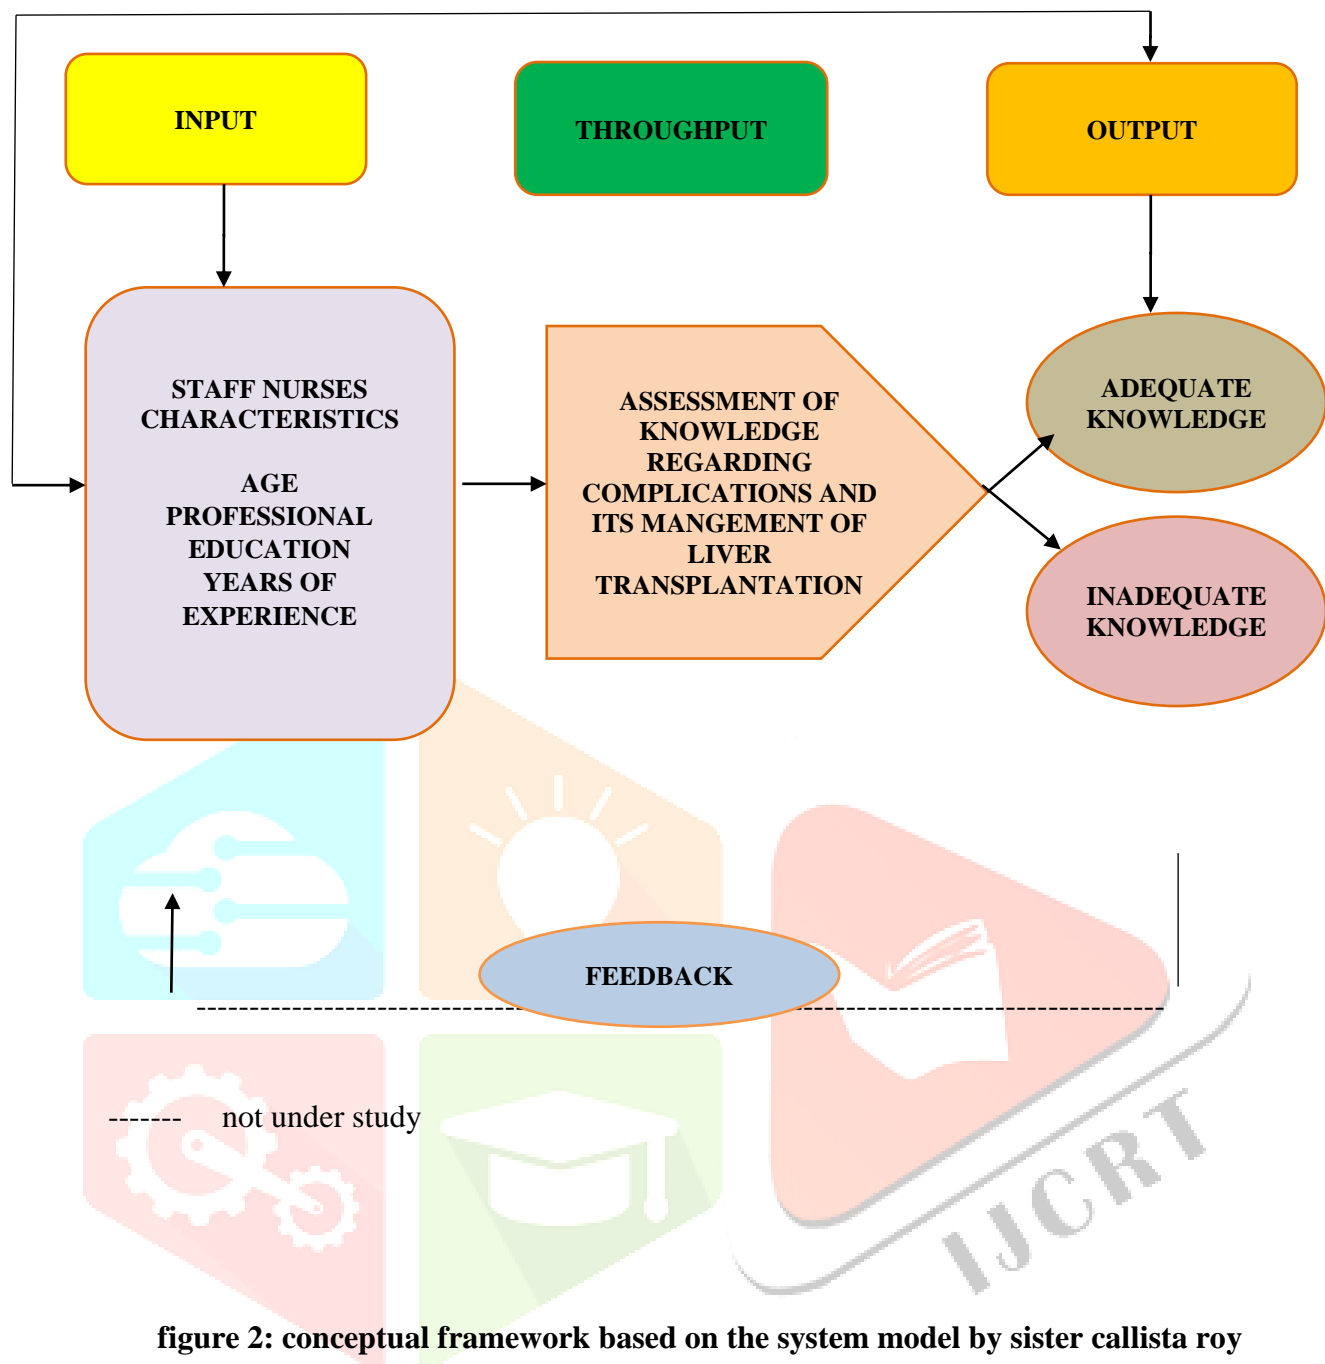 INPUT
THROUGHPUT
OUTPUT
STAFF NURSES
CHARACTERISTICS
AGE
PROFESSIONAL
EDUCATION
YEARS OF
EXPERIENCE
ASSESSMENT OF
KNOWLEDGE
REGARDING
COMPLICATIONS AND
ITS MANGEMENT OF
LIVER
TRANSPLANTATION
ADEQUATE
KNOWLEDGE
INADEQUATE
KNOWLEDGE
FEEDBACK
------- not under study
IJCRT
figure 2: conceptual framework based on the system model by sister callista roy